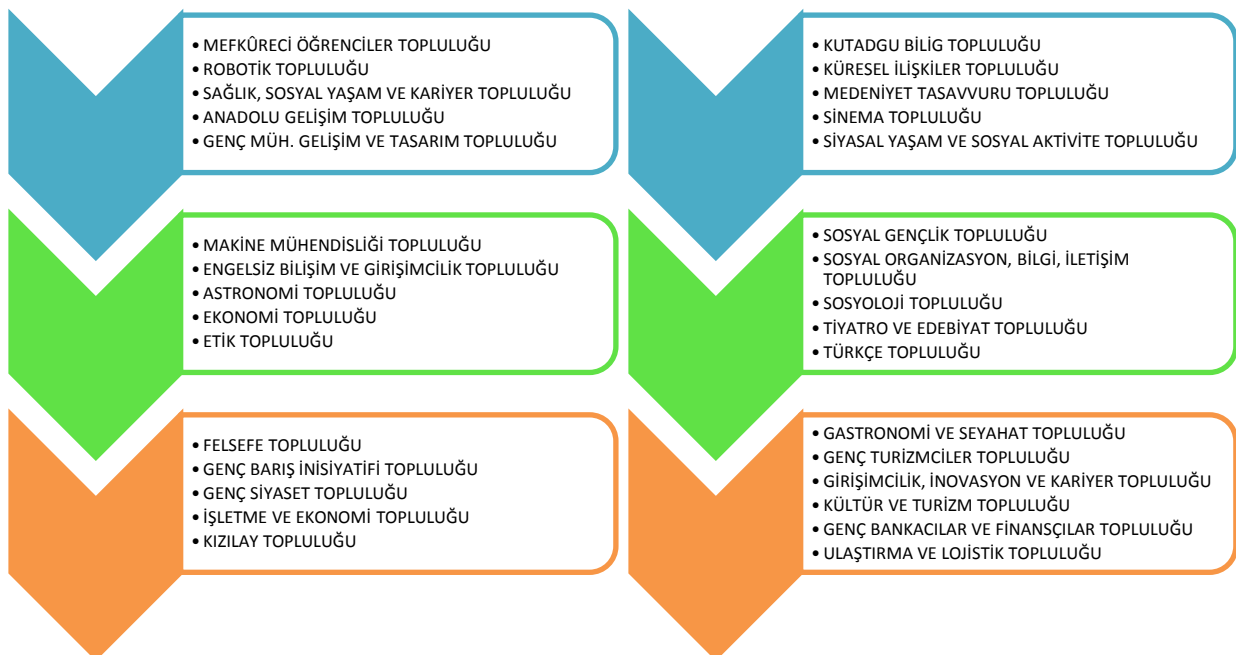 • MEFKÛRECİ ÖĞRENCİLER TOPLULUĞU
• ROBOTİK TOPLULUĞU
• SAĞLIK, SOSYAL YAŞAM VE KARİYER TOPLULUĞU
• ANADOLU GELİŞİM TOPLULUĞU
• GENÇ MÜH. GELİŞİM VE TASARIM TOPLULUĞU
• KUTADGU BİLİG TOPLULUĞU
• KÜRESEL İLİŞKİLER TOPLULUĞU
• MEDENİYET TASAVVURU TOPLULUĞU
• SİNEMA TOPLULUĞU
• SİYASAL YAŞAM VE SOSYAL AKTİVİTE TOPLULUĞU
• MAKİNE MÜHENDİSLİĞİ TOPLULUĞU
• ENGELSİZ BİLİŞİM VE GİRİŞİMCİLİK TOPLULUĞU
• ASTRONOMİ TOPLULUĞU
• EKONOMİ TOPLULUĞU
• ETİK TOPLULUĞU
• SOSYAL GENÇLİK TOPLULUĞU
• SOSYAL ORGANİZASYON, BİLGİ, İLETİŞİM
TOPLULUĞU
• SOSYOLOJİ TOPLULUĞU
• TİYATRO VE EDEBİYAT TOPLULUĞU
• TÜRKÇE TOPLULUĞU
• FELSEFE TOPLULUĞU
• GENÇ BARIŞ İNİSİYATİFİ TOPLULUĞU
• GENÇ SİYASET TOPLULUĞU
• İŞLETME VE EKONOMİ TOPLULUĞU
• KIZILAY TOPLULUĞU
• GASTRONOMİ VE SEYAHAT TOPLULUĞU
• GENÇ TURİZMCİLER TOPLULUĞU
• GİRİŞİMCİLİK, İNOVASYON VE KARİYER TOPLULUĞU
• KÜLTÜR VE TURİZM TOPLULUĞU
• GENÇ BANKACILAR VE FİNANSÇILAR TOPLULUĞU
• ULAŞTIRMA VE LOJİSTİK TOPLULUĞU